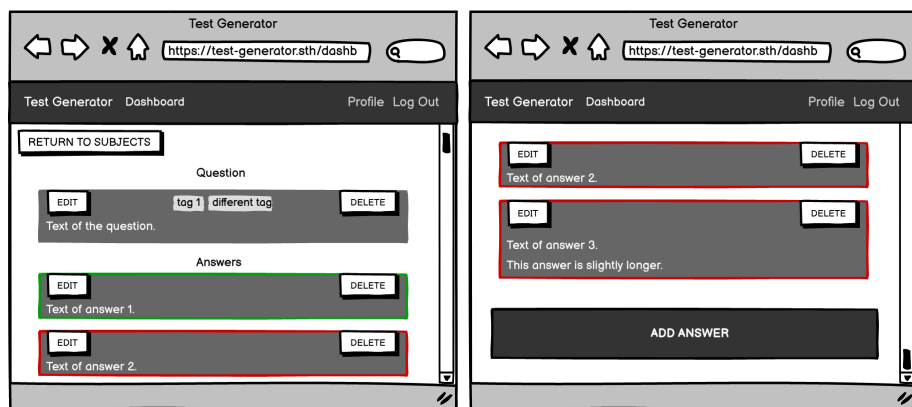 Test Generator
https://test-generator.sth/dashb
Test Generator Dashboard Profile Log Out
RETURN TO SUBJECTS
Question
EDIT tag 1 different tag DELETE
Text of the question.
Answers
EDIT DELETE
Text of answer 1.
EDIT DELETE
Text of answer 2.
Test Generator
https://test-generator.sth/dashb
Test Generator Dashboard Profile Log Out
EDIT DELETE
Text of answer 2.
EDIT DELETE
Text of answer 3.
This answer is slightly longer.
ADD ANSWER